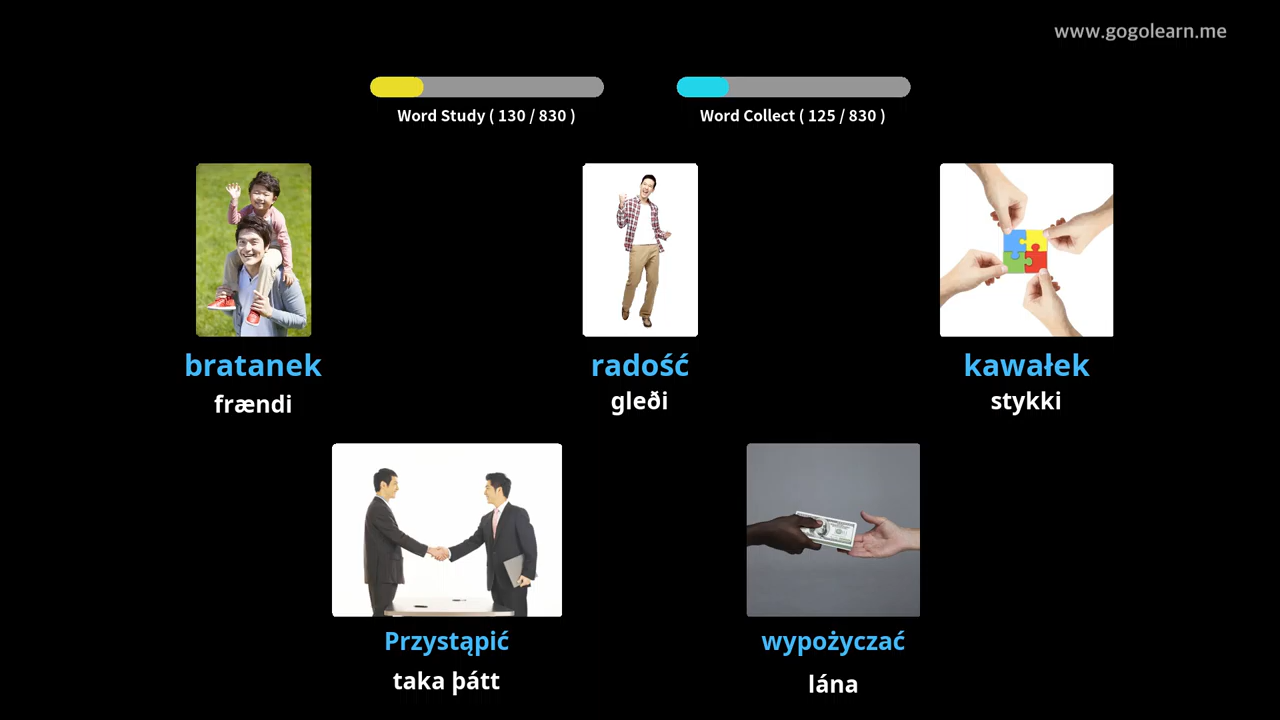 www.gogolearn.me
Word Study ( 130 / 830 )
Word Collect ( 125 / 830 )
bratanek
frændi
radość
gleði
kawałek
stykki
Przystąpić
taka þátt
wypożyczać
lána